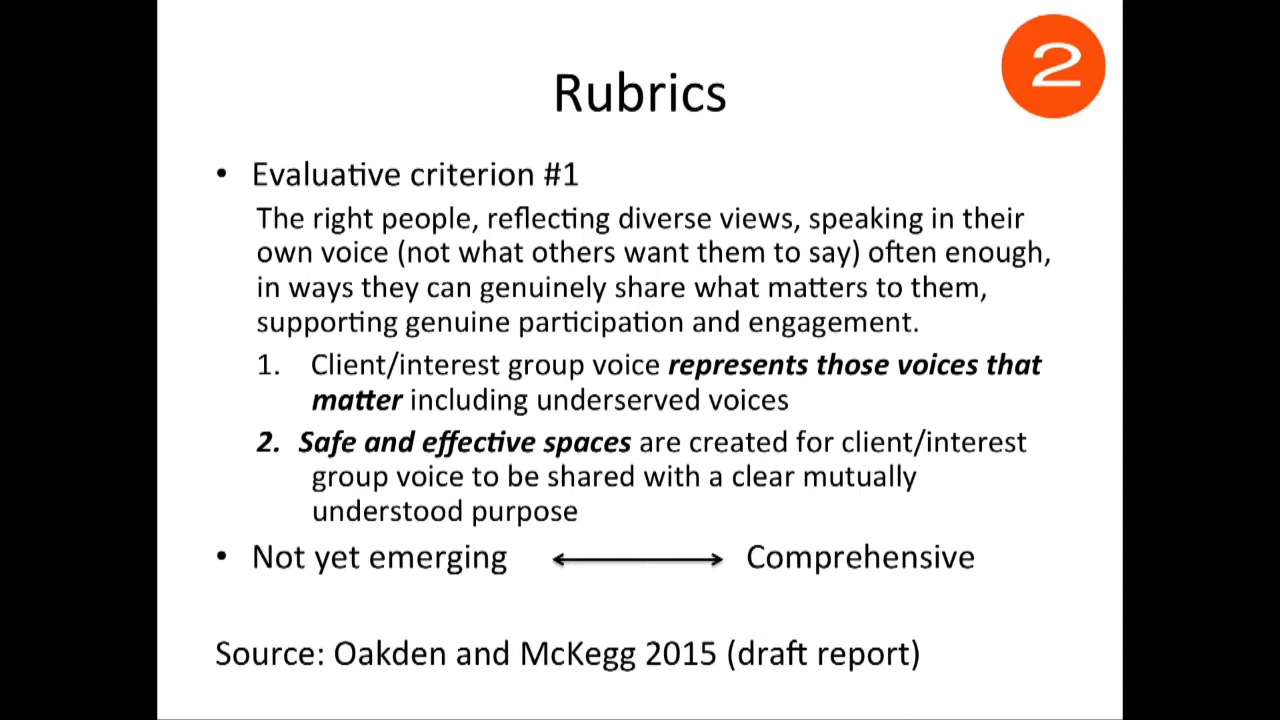 2
Rubrics
• Evaluative criterion #1
The right people, reflecting diverse views, speaking in their
own voice (not what others want them to say) often enough,
in ways they can genuinely share what matters to them,
supporting genuine participation and engagement.
1. Client/interest group voice represents those voices that
matter including underserved voices
2. Safe and effective spaces are created for client/interest
group voice to be shared with a clear mutually
understood purpose
• Not yet emerging Comprehensive
Source: Oakden and McKegg 2015 (draft report)